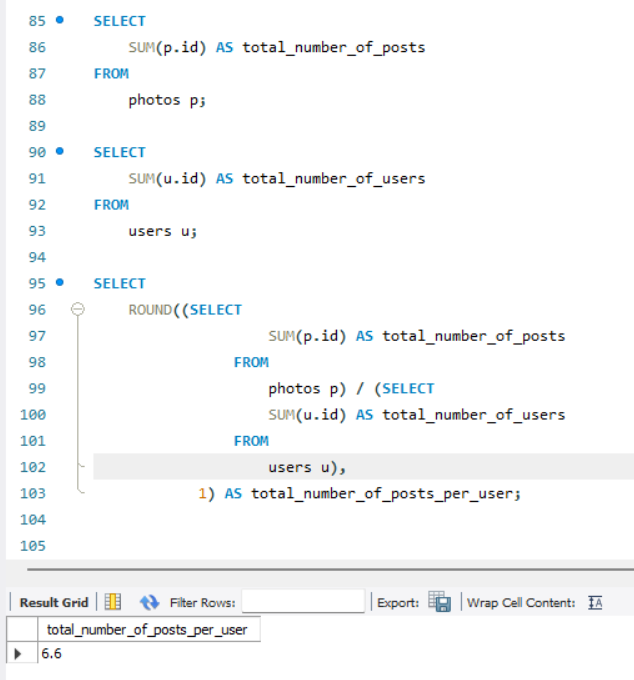 85 SELECT
86 SUM(p.id) AS total_number_of_posts
87 FROM
88 photos p;
89
90 SELECT
91 SUM(u.id) AS total_number_of_users
92 FROM
93 users u;
94
95 SELECT
96 ROUND((SELECT
97 SUM(p.id) AS total_number_of_posts
98 FROM
99 photos p) / (SELECT
100 SUM(u.id) AS total_number_of_users
101 FROM
102 users u),
103 1) AS total_number_of_posts_per_user;
104
105
Result Grid Filter Rows: Export: Wrap Cell Content:
total_number_of_posts_per_user
6.6